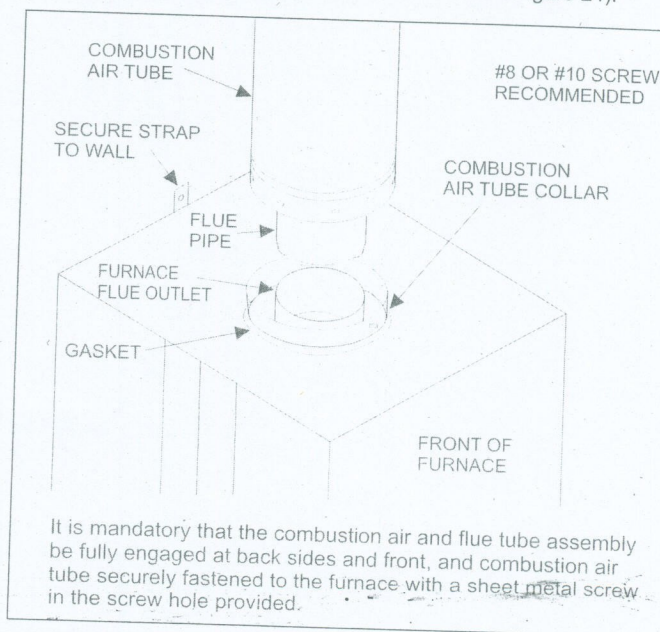 COMBUSTION
AIR TUBE
#8 OR #10 SCREW
RECOMMENDED
SECURE STRAP
TO WALL
COMBUSTION
AIR TUBE COLLAR
FLUE
PIPE
FURNACE
FLUE OUTLET
GASKET
FRONT OF
FURNACE
It is mandatory that the combustion air and flue tube assembly
be fully engaged at back sides and front, and combustion air
tube securely fastened to the furnace with a sheet metal screw
in the screw hole provided.